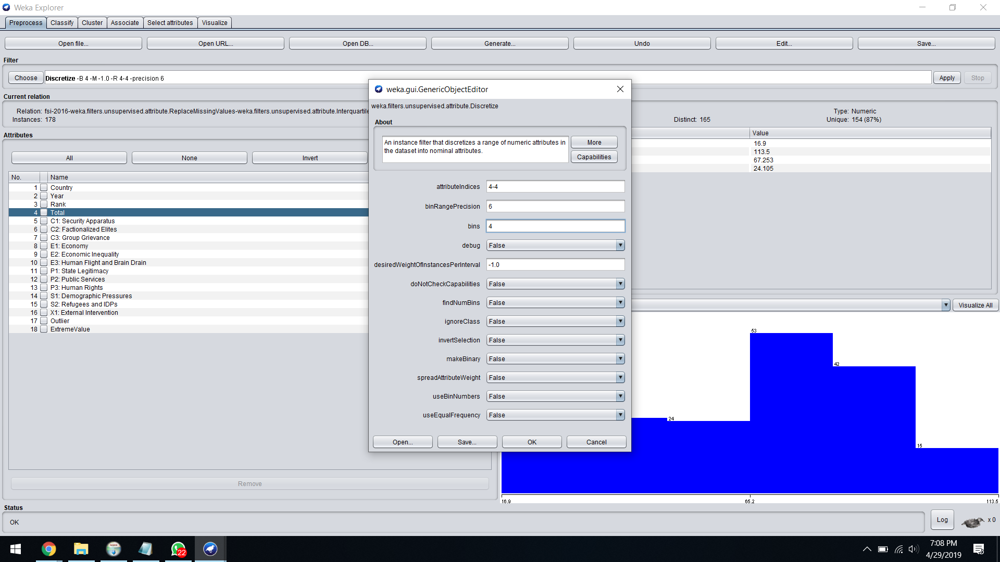 Weka Explorer
Preprocess Classify Cluster Associate Select attributes Visualize
Open file... Open URL... Open DB... Generate... Undo Edit... Save...
Filter
Choose Discretize -B 4 -M -1.0 -R 4-4 -precision 6 Apply Stop
Current relation
Relation: fsi-2016-weka.filters.unsupervised.attribute.ReplaceMissingValues-weka.filters.unsupervised.attribute.Interquartile
Instances: 178
Attributes
All None Invert
No. Name
1 Country
2 Year
3 Rank
4 Total
5 C1: Security Apparatus
6 C2: Factionalized Elites
7 C3: Group Grievance
8 E1: Economy
9 E2: Economic Inequality
10 E3: Human Flight and Brain Drain
11 P1: State Legitimacy
12 P2: Public Services
13 P3: Human Rights
14 S1: Demographic Pressures
15 S2: Refugees and IDPs
16 X1: External Intervention
17 Outlier
18 ExtremeValue
Remove
weka.gui.GenericObjectEditor
weka.filters.unsupervised.attribute.Discretize
About
An instance filter that discretizes a range of numeric attributes in
the dataset into nominal attributes.
More
Capabilities
attributeIndices 4-4
binRangePrecision 6
bins 4
debug False
desiredWeightOfInstancesPerInterval -1.0
doNotCheckCapabilities False
findNumBins False
ignoreClass False
invertSelection False
makeBinary False
spreadAttributeWeight False
useBinNumbers False
useEqualFrequency False
Open... Save... OK Cancel
Type: Numeric
Distinct: 165 Unique: 154 (87%)
Value
16.9
113.5
67.253
24.105
Visualize All
53
42
24
15
16.9 65.2 113.5
Status
OK
Log x 0
22
7:08 PM
4/29/2019